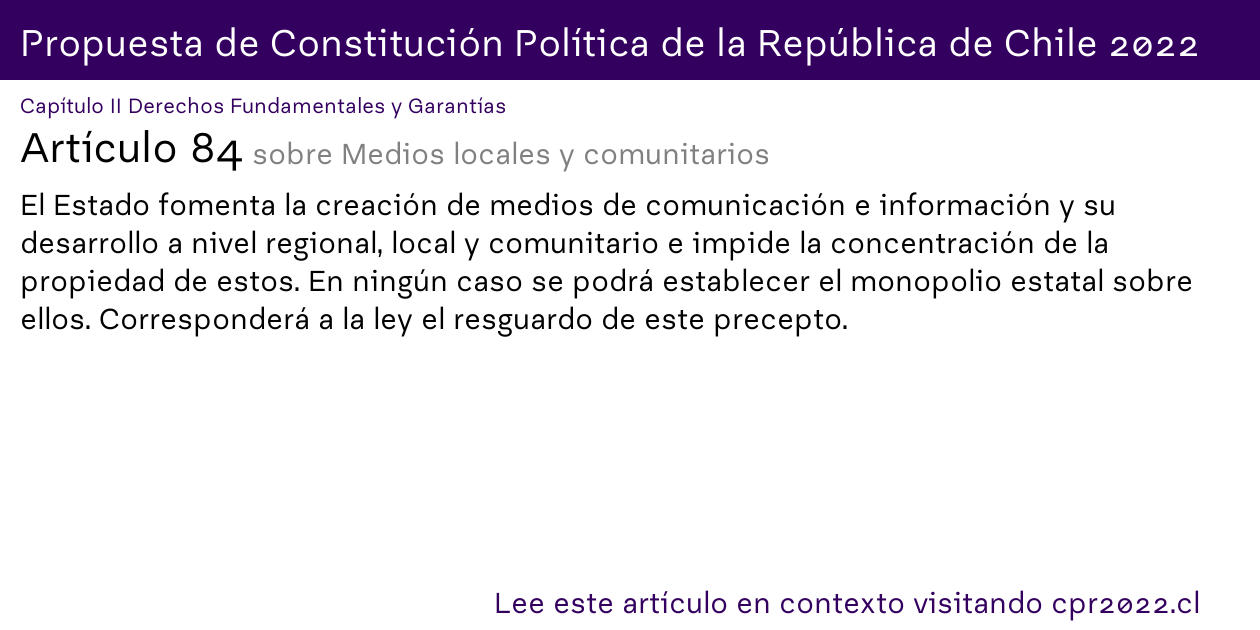 Propuesta de Constitución Política de la República de Chile 2022
Capítulo II Derechos Fundamentales y Garantías
Artículo 84 sobre Medios locales y comunitarios
El Estado fomenta la creación de medios de comunicación e información y su
desarrollo a nivel regional, local y comunitario e impide la concentración de la
propiedad de estos. En ningún caso se podrá establecer el monopolio estatal sobre
ellos. Corresponderá a la ley el resguardo de este precepto.
Lee este artículo en contexto visitando cpr2022.cl